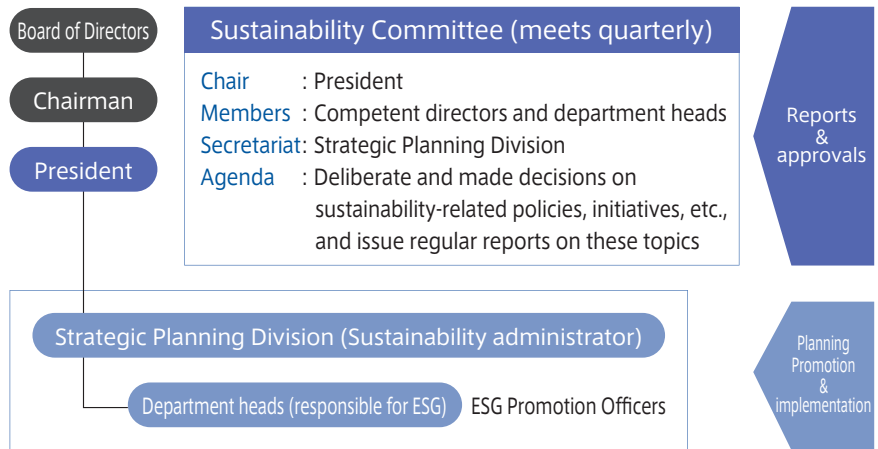 Board of Directors
Chairman
President
Sustainability Committee (meets quarterly)
Chair : President
Members : Competent directors and department heads
Secretariat: Strategic Planning Division
Agenda : Deliberate and made decisions on
sustainability-related policies, initiatives, etc.,
and issue regular reports on these topics
Reports
&
approvals
Strategic Planning Division (Sustainability administrator)
Department heads (responsible for ESG) ESG Promotion Officers
Planning
Promotion
&
implementation